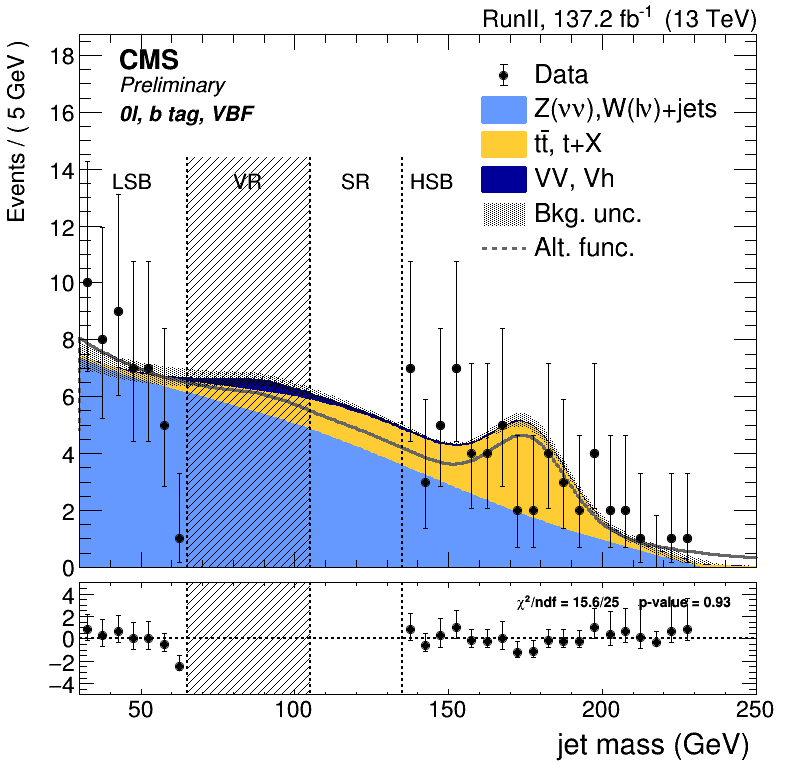 RunII, 137.2 fb⁻¹ (13 TeV)
Events / ( 5 GeV )
18
16
14
12
10
8
6
4
2
0
CMS
Preliminary
0l, b tag, VBF
Data
Z(νν),W(lν)+jets
tt̄, t+X
VV, Vh
Bkg. unc.
Alt. func.
LSB VR SR HSB
χ²/ndf = 15.6/25 p-value = 0.93
4
2
0
−2
−4
50 100 150 200 250
jet mass (GeV)